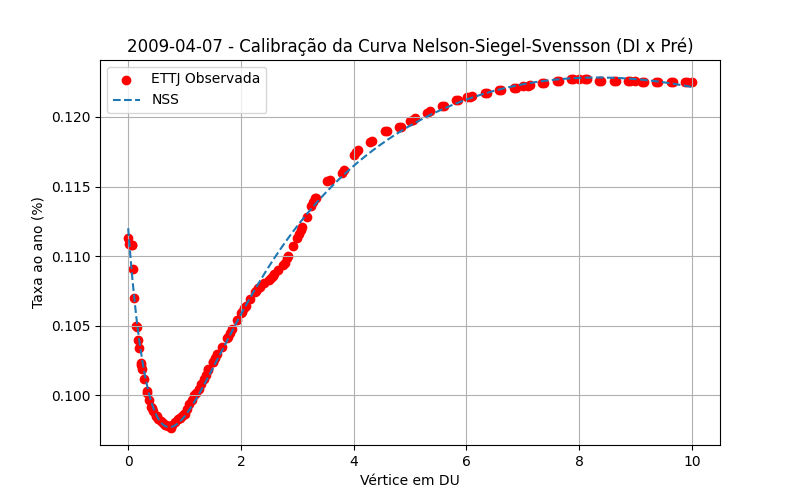 2009-04-07 - Calibração da Curva Nelson-Siegel-Svensson (DI x Pré)
ETTJ Observada
NSS
Taxa ao ano (%)
0.120
0.115
0.110
0.105
0.100
0 2 4 6 8 10
Vértice em DU